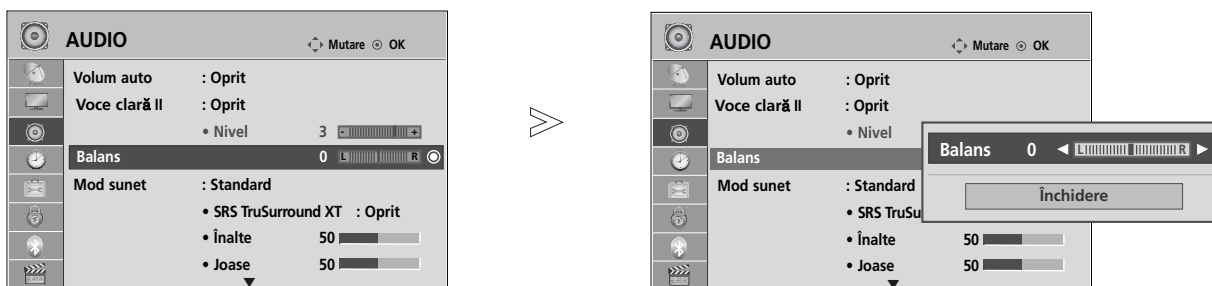 AUDIO Mutare OK
Volum auto : Oprit
Voce clară II : Oprit
• Nivel 3 - +
Balans 0 L R
Mod sunet : Standard
• SRS TruSurround XT : Oprit
• Înalte 50
• Joase 50
AUDIO Mutare OK
Volum auto : Oprit
Voce clară II : Oprit
• Nivel
Balans
Balans 0 L R
Mod sunet : Standard
Închidere
• SRS TruSu
• Înalte 50
• Joase 50